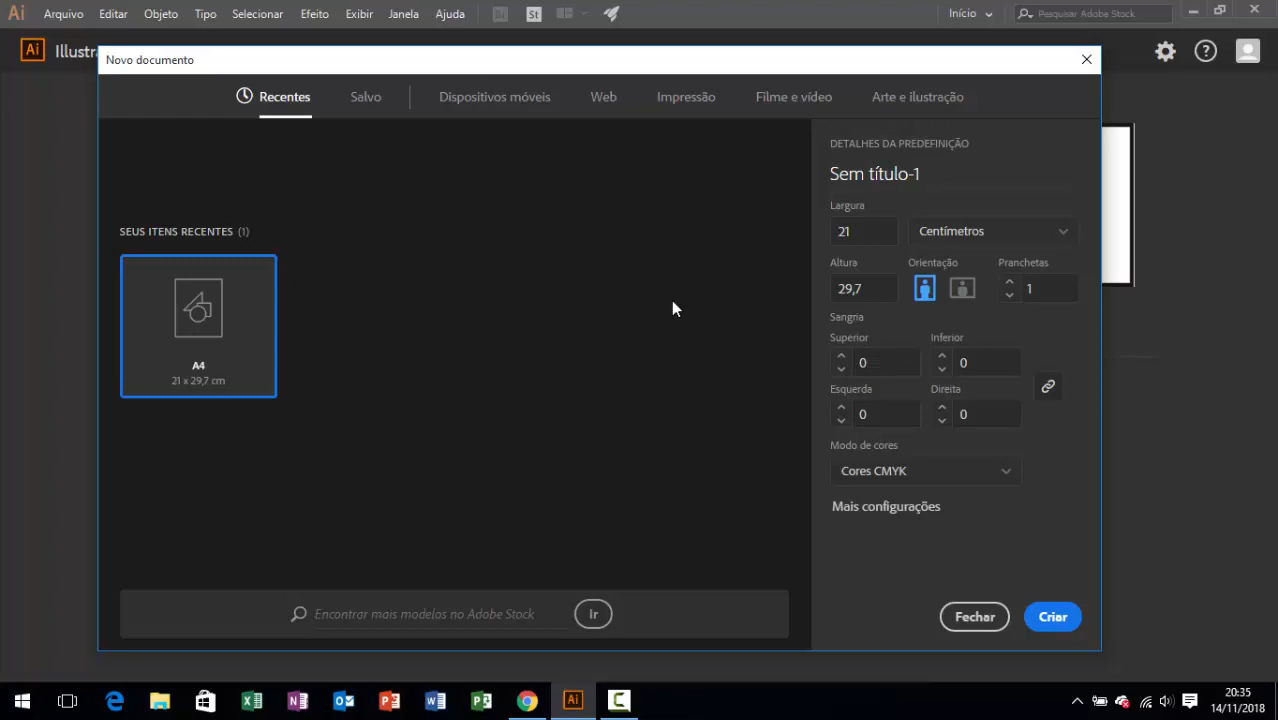 Ai Arquivo Editar Objeto Tipo Selecionar Efeito Exibir Janela Ajuda Br St Início Pesquisar Adobe Stock
Ai Illustr
Novo documento
Recentes Salvo Dispositivos móveis Web Impressão Filme e vídeo Arte e ilustração
SEUS ITENS RECENTES (1)
A4
21 x 29,7 cm
Encontrar mais modelos no Adobe Stock Ir
DETALHES DA PREDEFINIÇÃO
Sem título-1
Largura
21 Centímetros
Altura Orientação Pranchetas
29,7 1
Sangria
Superior Inferior
0 0
Esquerda Direita
0 0
Modo de cores
Cores CMYK
Mais configurações
Fechar Criar
20:35
14/11/2018